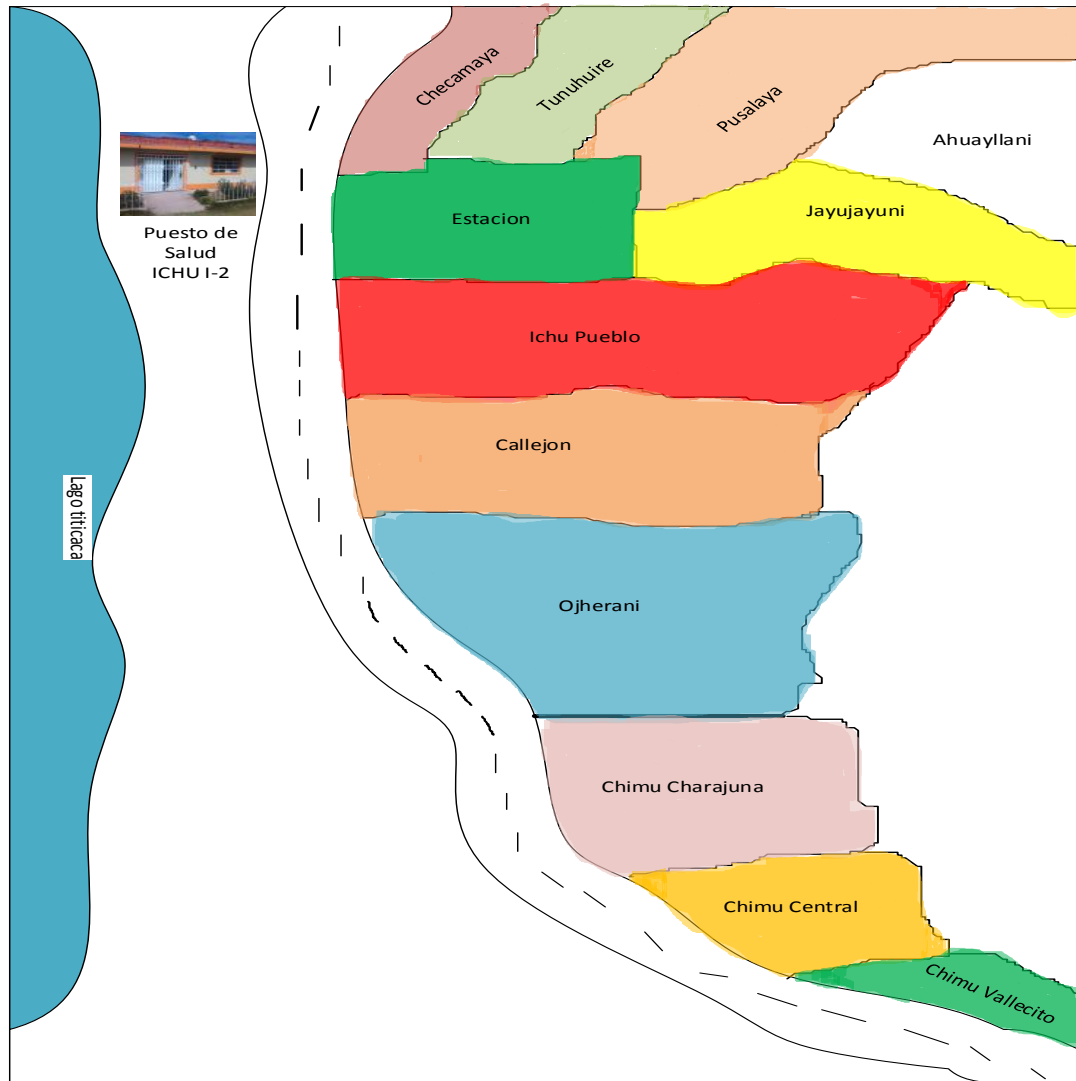 Checamaya
Tunuhuire
Pusalaya
Ahuayllani
Jayujayuni
Estacion
Puesto de
Salud
ICHU I-2
Ichu Pueblo
Callejon
Lago titicaca
Ojherani
Chimu Charajuna
Chimu Central
Chimu Vallecito